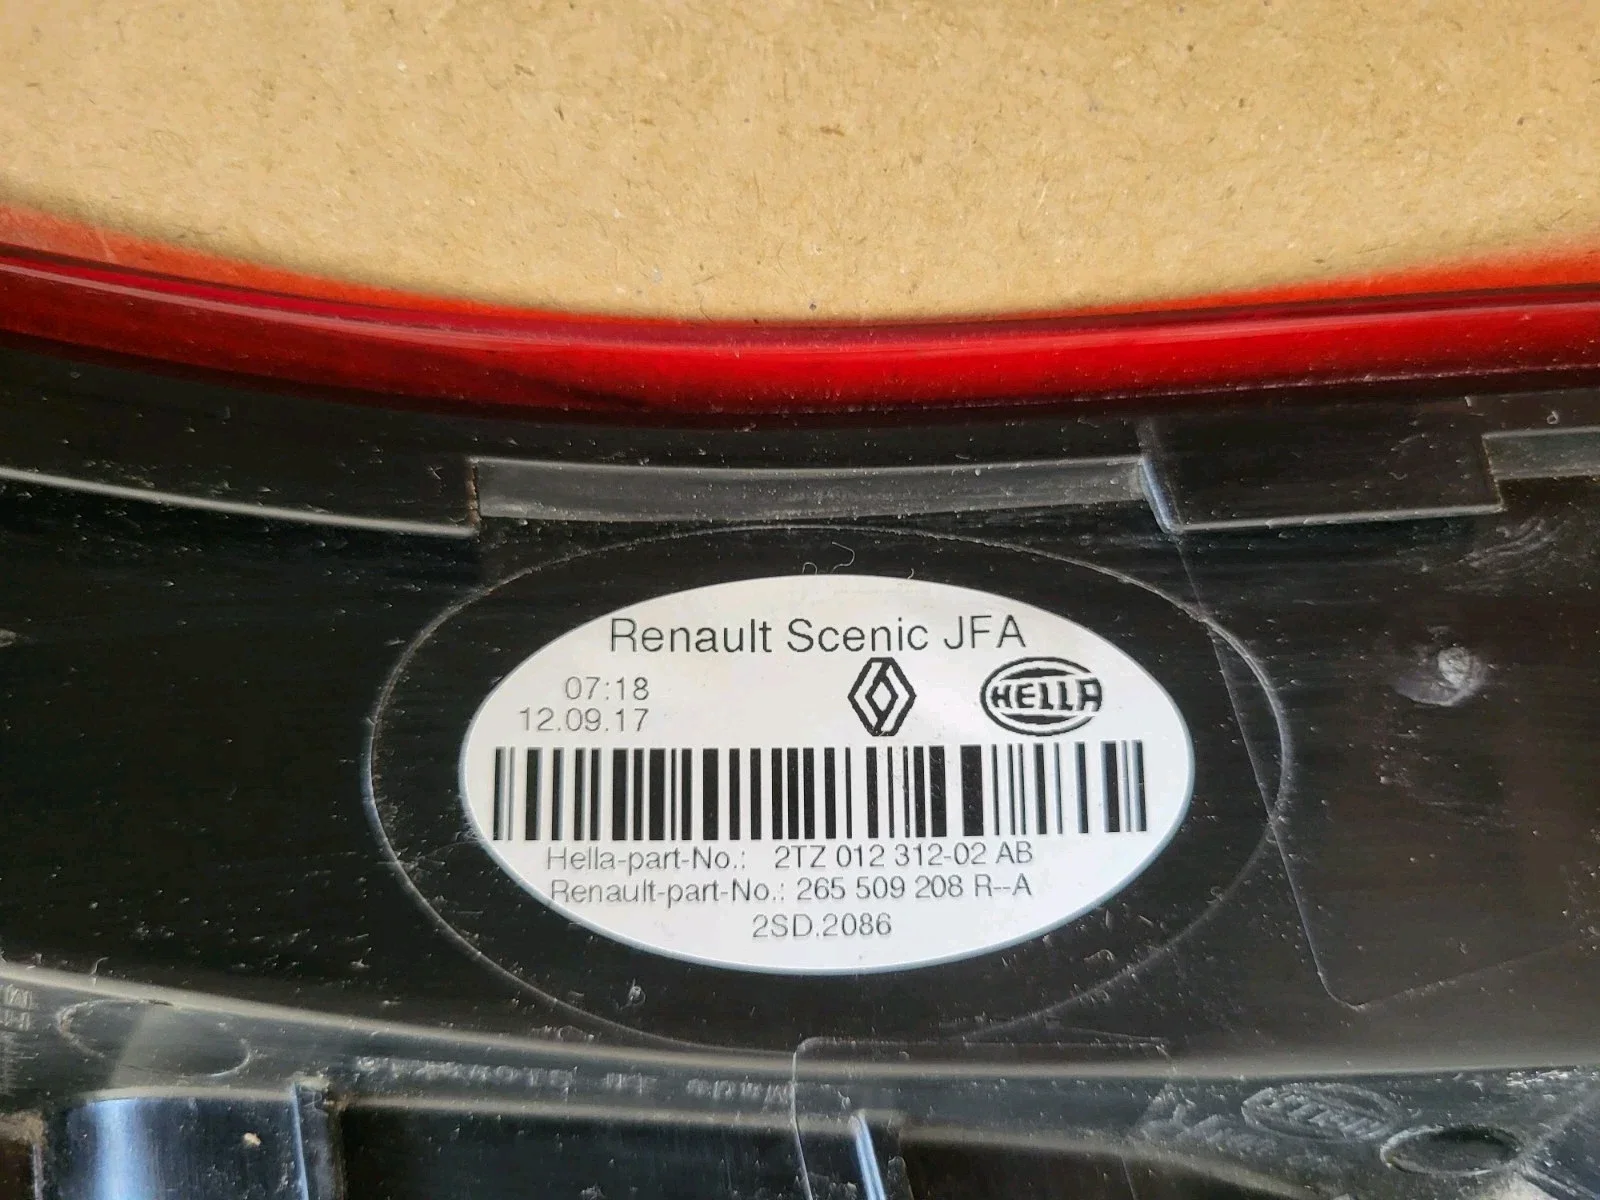 Renault Scenic JFA
07:18
12.09.17
HELLA
Hella-part-No.: 2TZ 012 312-02 AB
Renault-part-No.: 265 509 208 R--A
2SD.2086
HELLA